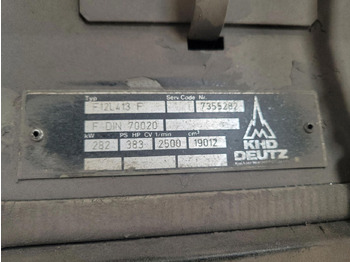 Typ Serv.Code Nr.
F12L413 F 7355282
F DIN 70020
kW PS HP CV 1/min cm³
282 383 2500 19012
KHD
DEUTZ